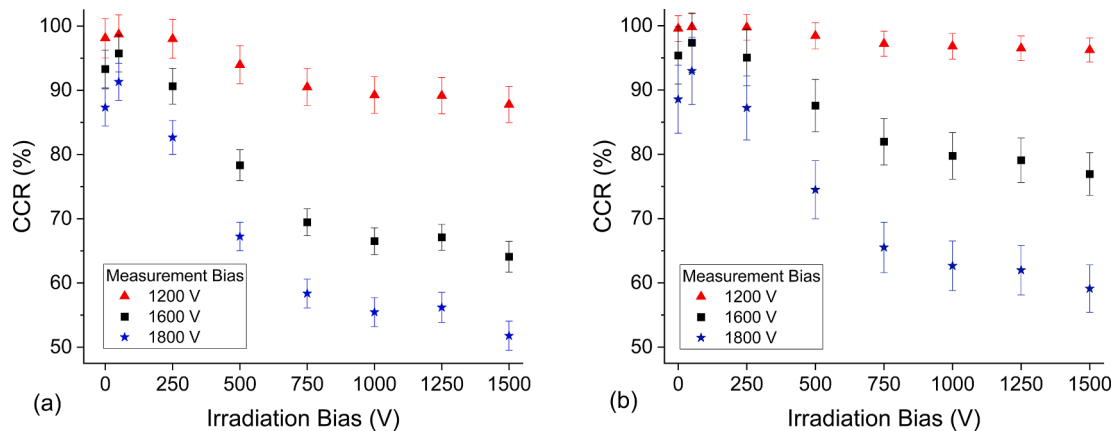 100
90
80
70
60
50
CCR (%)
Measurement Bias
1200 V
1600 V
1800 V
0 250 500 750 1000 1250 1500
(a)
Irradiation Bias (V)
100
90
80
70
60
50
CCR (%)
Measurement Bias
1200 V
1600 V
1800 V
0 250 500 750 1000 1250 1500
(b)
Irradiation Bias (V)